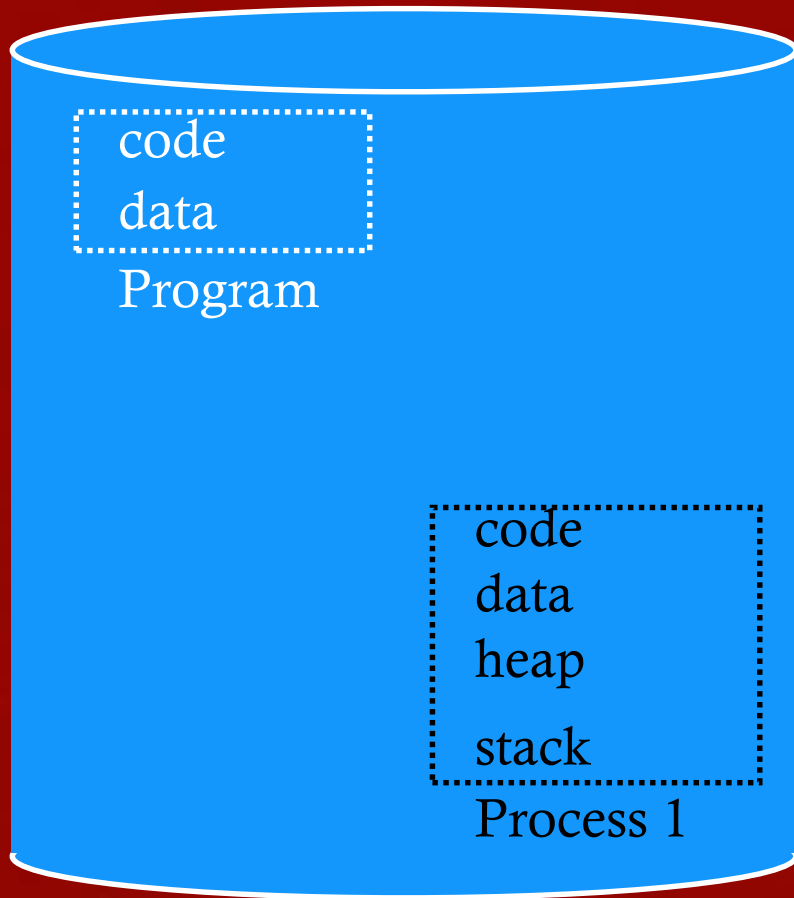 code
data
Program
code
data
heap
stack
Process 1